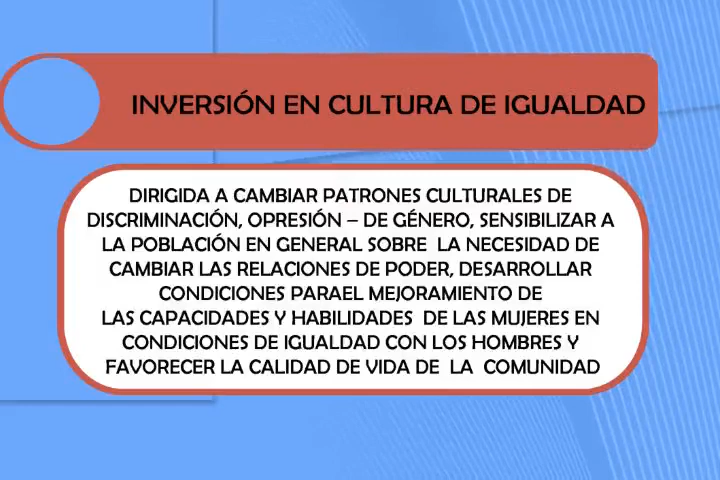 INVERSIÓN EN CULTURA DE IGUALDAD
DIRIGIDA A CAMBIAR PATRONES CULTURALES DE
DISCRIMINACIÓN, OPRESIÓN – DE GÉNERO, SENSIBILIZAR A
LA POBLACIÓN EN GENERAL SOBRE LA NECESIDAD DE
CAMBIAR LAS RELACIONES DE PODER, DESARROLLAR
CONDICIONES PARAEL MEJORAMIENTO DE
LAS CAPACIDADES Y HABILIDADES DE LAS MUJERES EN
CONDICIONES DE IGUALDAD CON LOS HOMBRES Y
FAVORECER LA CALIDAD DE VIDA DE LA COMUNIDAD